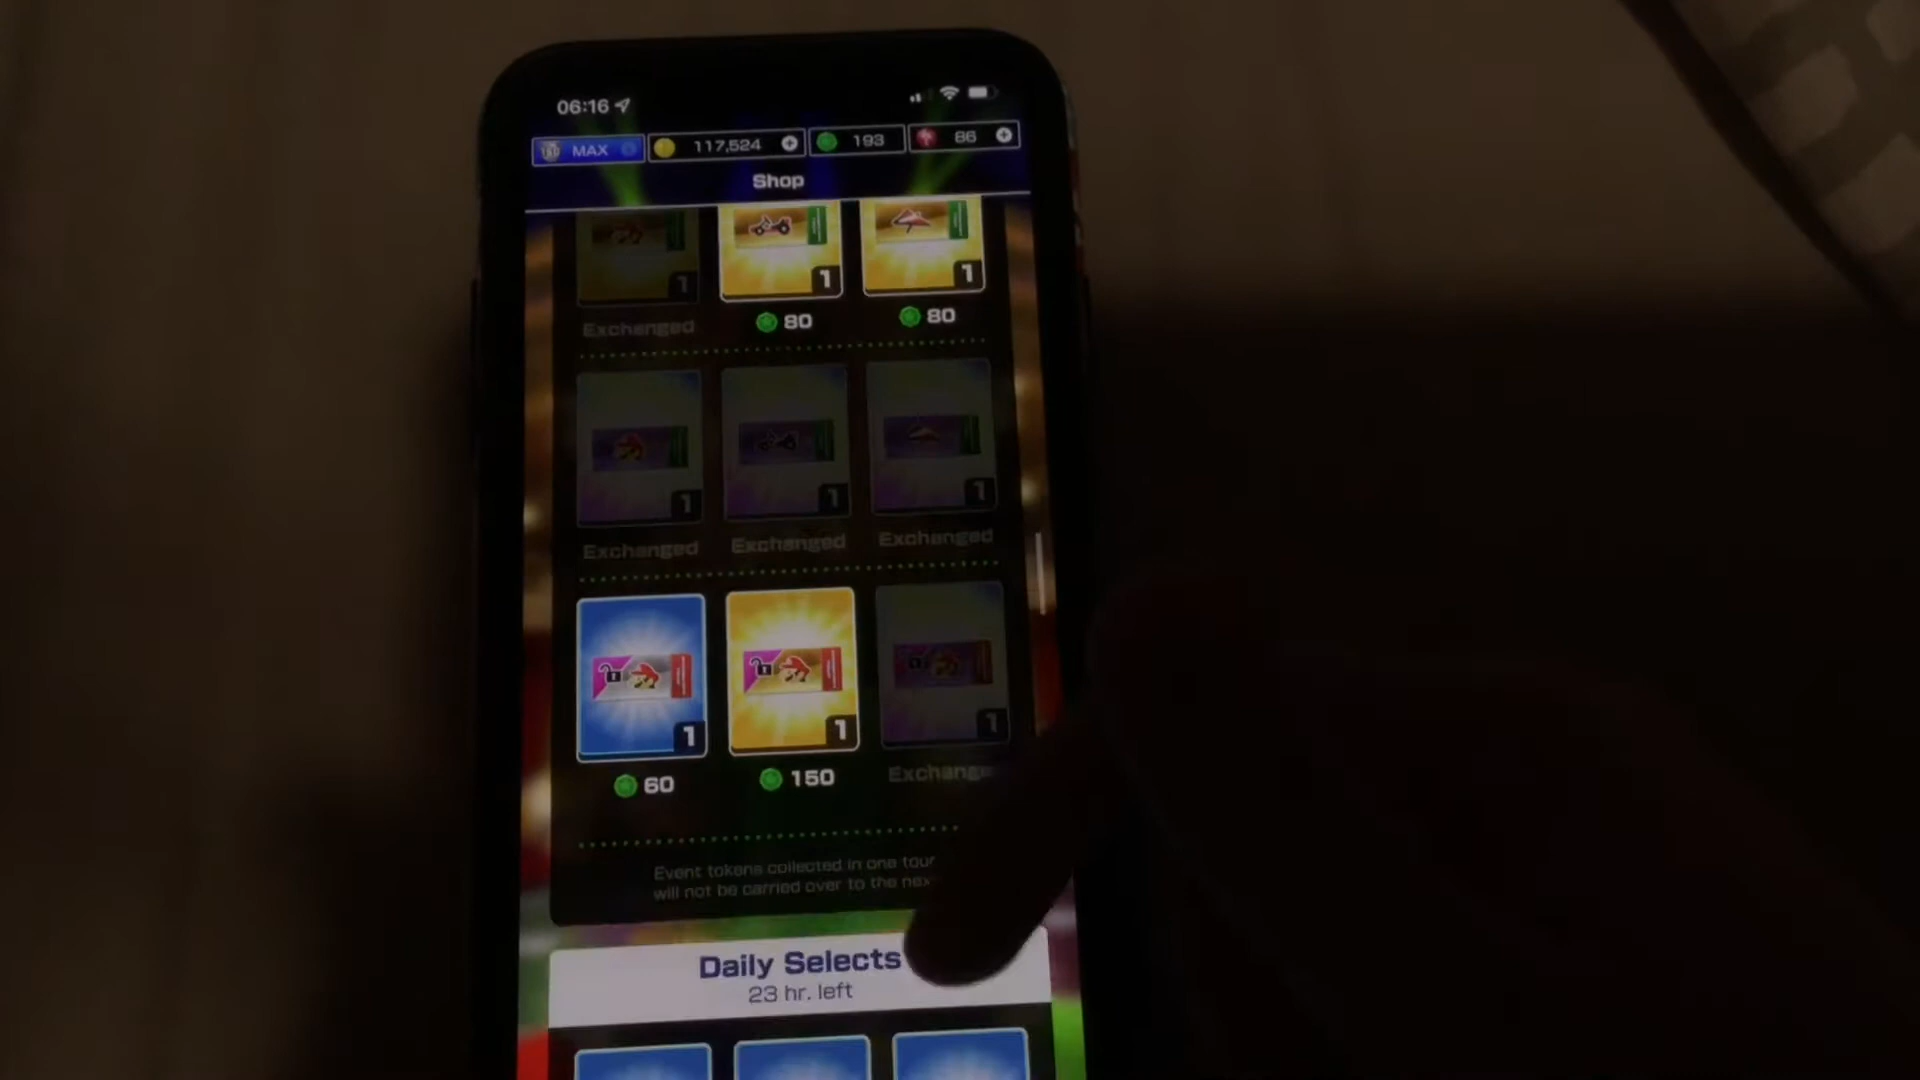 06:16
MAX 117,524 193 86
Shop
1 1 1
Exchanged 80 80
1 1 1
Exchanged Exchanged Exchanged
1 1 1
60 150 Exchange
Event tokens collected in one tour
will not be carried over to the nex
Daily Selects
23 hr. left